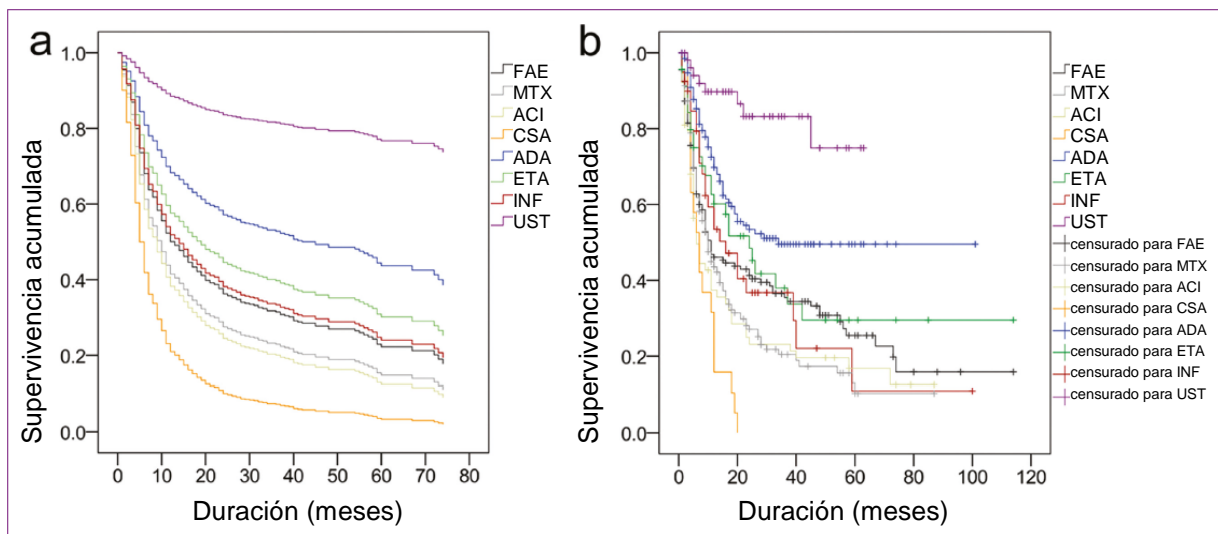 a
Supervivencia acumulada
1.0
0.8
0.6
0.4
0.2
0.0
0 10 20 30 40 50 60 70 80
Duración (meses)
FAE
MTX
ACI
CSA
ADA
ETA
INF
UST
b
Supervivencia acumulada
1.0
0.8
0.6
0.4
0.2
0.0
0 20 40 60 80 100 120
Duración (meses)
FAE
MTX
ACI
CSA
ADA
ETA
INF
UST
censurado para FAE
censurado para MTX
censurado para ACI
censurado para CSA
censurado para ADA
censurado para ETA
censurado para INF
censurado para UST